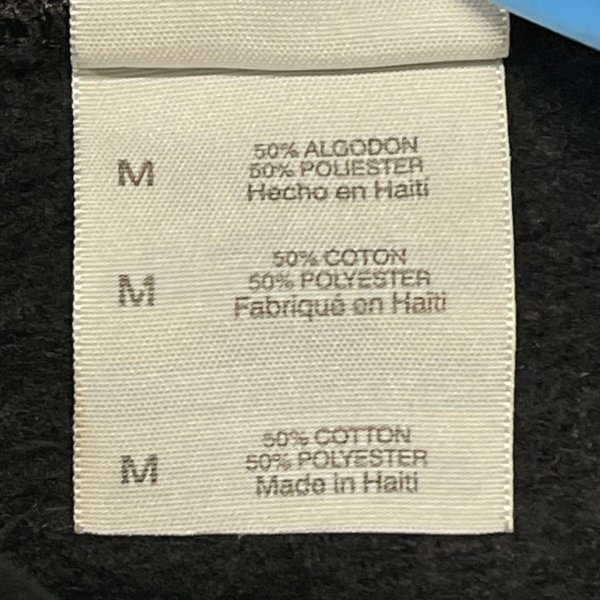 50% ALGODON
M 50% POLIESTER
Hecho en Haiti
50% COTON
M 50% POLYESTER
Fabriqué en Haïti
50% COTTON
M 50% POLYESTER
Made in Haiti